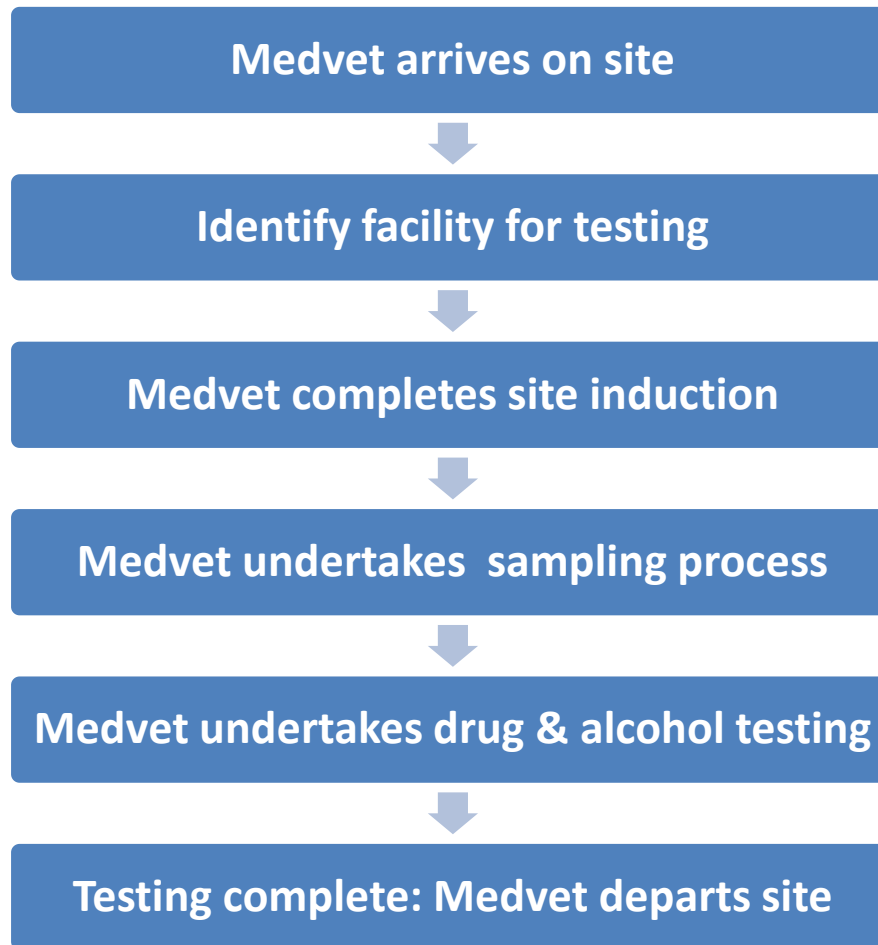 Medvet arrives on site
Identify facility for testing
Medvet completes site induction
Medvet undertakes  sampling process
Medvet undertakes drug & alcohol testing
Testing complete: Medvet departs site